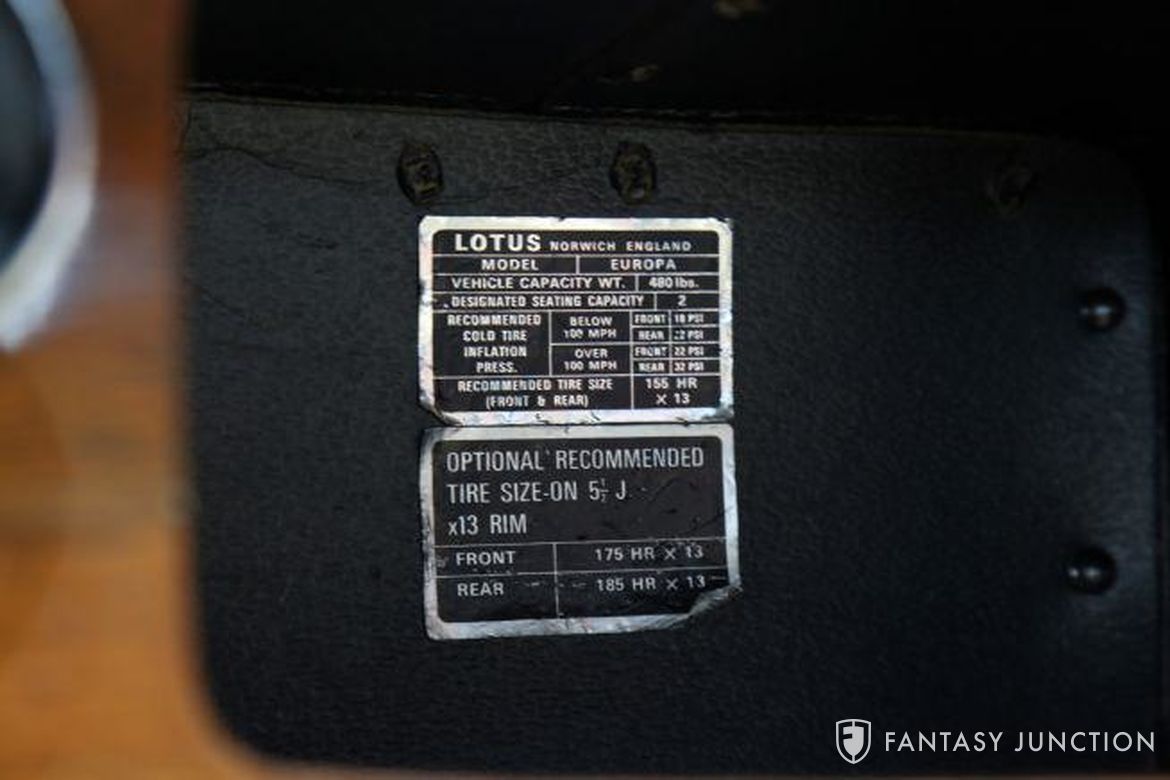 LOTUS NORWICH ENGLAND
MODEL EUROPA
VEHICLE CAPACITY WT. 480 lbs.
DESIGNATED SEATING CAPACITY 2
RECOMMENDED COLD TIRE INFLATION PRESS.
BELOW 100 MPH
FRONT 18 PSI
REAR 22 PSI
OVER 100 MPH
FRONT 22 PSI
REAR 32 PSI
RECOMMENDED TIRE SIZE 155 HR
(FRONT & REAR) X 13
OPTIONAL RECOMMENDED
TIRE SIZE-ON 5½ J
x13 RIM
FRONT 175 HR X 13
REAR 185 HR X 13
FANTASY JUNCTION